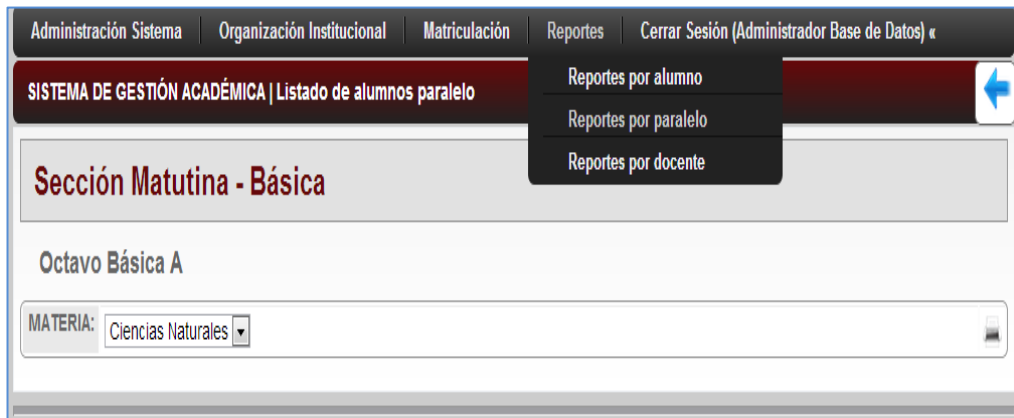 Administración Sistema Organización Institucional Matriculación Reportes Cerrar Sesión (Administrador Base de Datos) «
Reportes por alumno
Reportes por paralelo
Reportes por docente
SISTEMA DE GESTIÓN ACADÉMICA | Listado de alumnos paralelo
Sección Matutina - Básica
Octavo Básica A
MATERIA: Ciencias Naturales